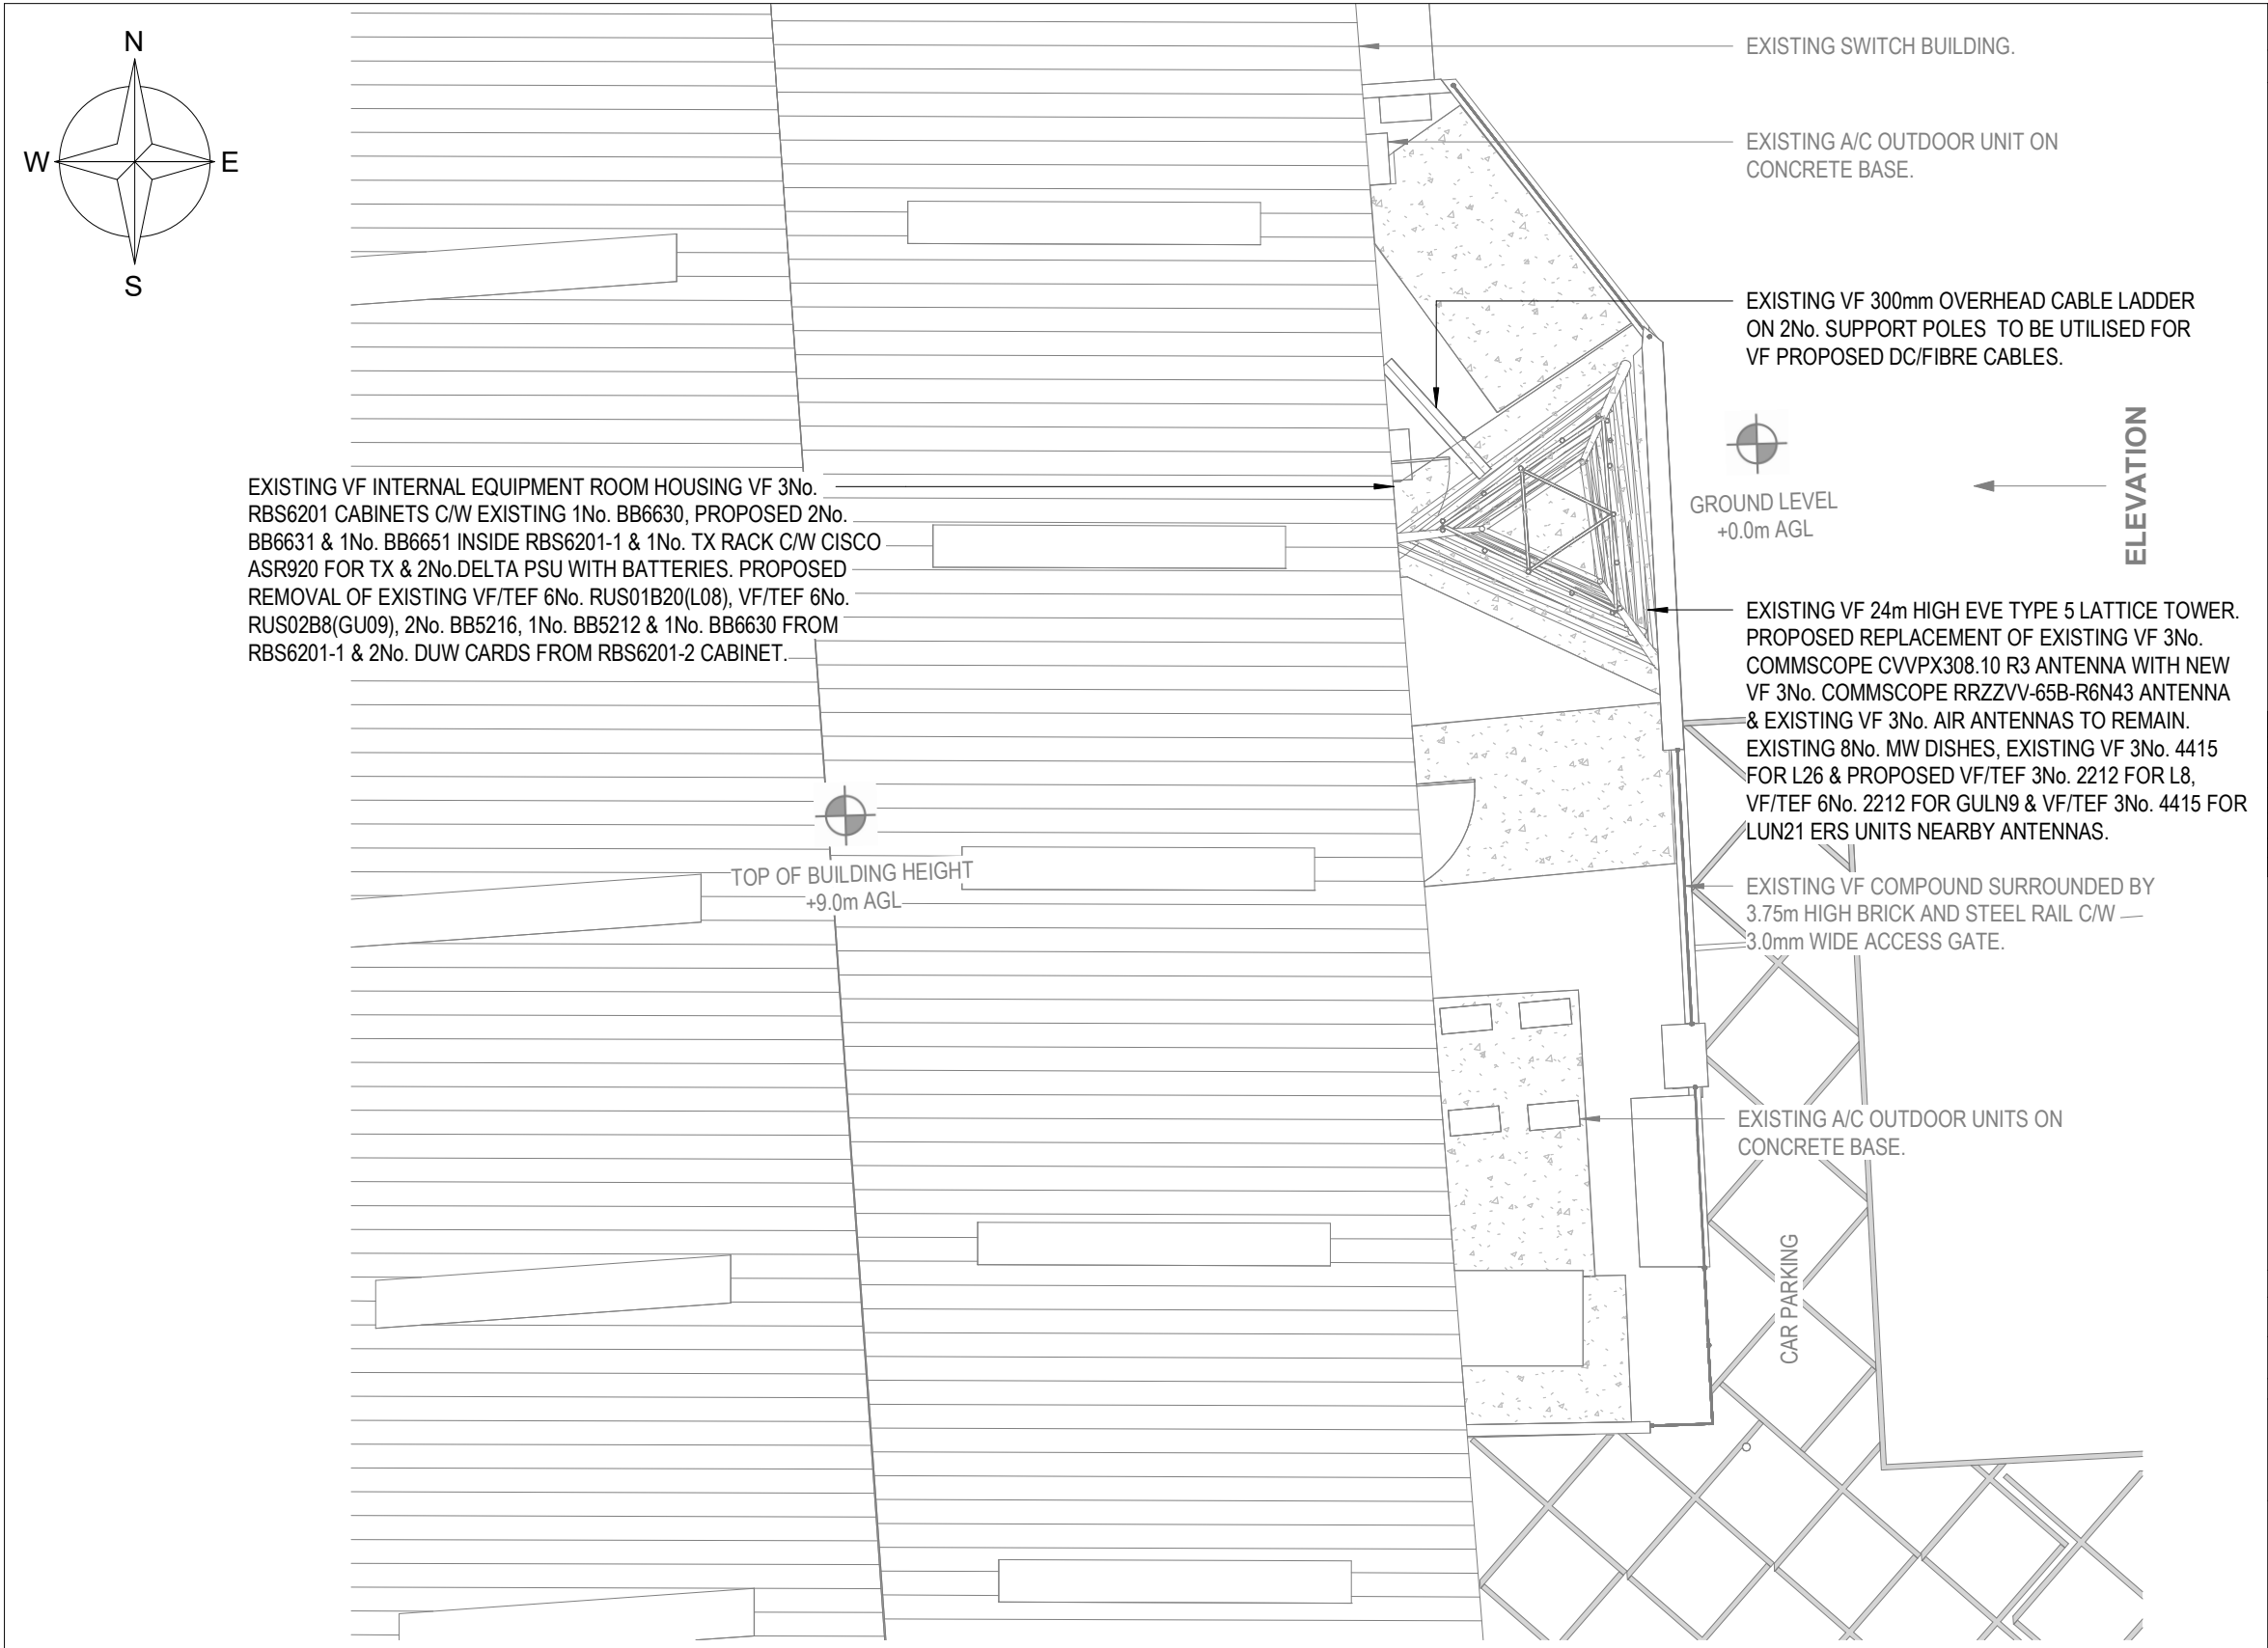 N
W
E
S
EXISTING SWITCH BUILDING.
EXISTING A/C OUTDOOR UNIT ON
CONCRETE BASE.
EXISTING VF 300mm OVERHEAD CABLE LADDER
ON 2No. SUPPORT POLES TO BE UTILISED FOR
VF PROPOSED DC/FIBRE CABLES.
ELEVATION
GROUND LEVEL
+0.0m AGL
EXISTING VF INTERNAL EQUIPMENT ROOM HOUSING VF 3No.
RBS6201 CABINETS C/W EXISTING 1No. BB6630, PROPOSED 2No.
BB6631 & 1No. BB6651 INSIDE RBS6201-1 & 1No. TX RACK C/W CISCO
ASR920 FOR TX & 2No.DELTA PSU WITH BATTERIES. PROPOSED
REMOVAL OF EXISTING VF/TEF 6No. RUS01B20(L08), VF/TEF 6No.
RUS02B8(GU09), 2No. BB5216, 1No. BB5212 & 1No. BB6630 FROM
RBS6201-1 & 2No. DUW CARDS FROM RBS6201-2 CABINET.
EXISTING VF 24m HIGH EVE TYPE 5 LATTICE TOWER.
PROPOSED REPLACEMENT OF EXISTING VF 3No.
COMMSCOPE CVVPX308.10 R3 ANTENNA WITH NEW
VF 3No. COMMSCOPE RRZZVV-65B-R6N43 ANTENNA
& EXISTING VF 3No. AIR ANTENNAS TO REMAIN.
EXISTING 8No. MW DISHES, EXISTING VF 3No. 4415
FOR L26 & PROPOSED VF/TEF 3No. 2212 FOR L8,
VF/TEF 6No. 2212 FOR GULN9 & VF/TEF 3No. 4415 FOR
LUN21 ERS UNITS NEARBY ANTENNAS.
TOP OF BUILDING HEIGHT
+9.0m AGL
EXISTING VF COMPOUND SURROUNDED BY
3.75m HIGH BRICK AND STEEL RAIL C/W
3.0mm WIDE ACCESS GATE.
EXISTING A/C OUTDOOR UNITS ON
CONCRETE BASE.
CAR PARKING